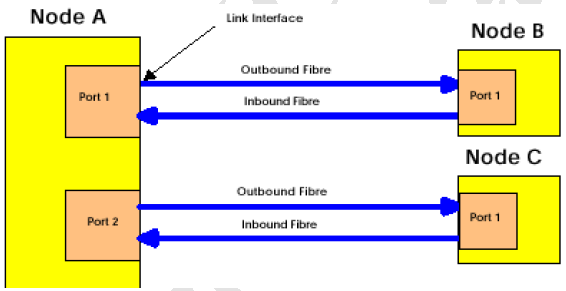 Node A
Link Interface
Node B
Outbound Fibre
Port 1
Port 1
Inbound Fibre
Node C
Outbound Fibre
Port 2
Port 1
Inbound Fibre